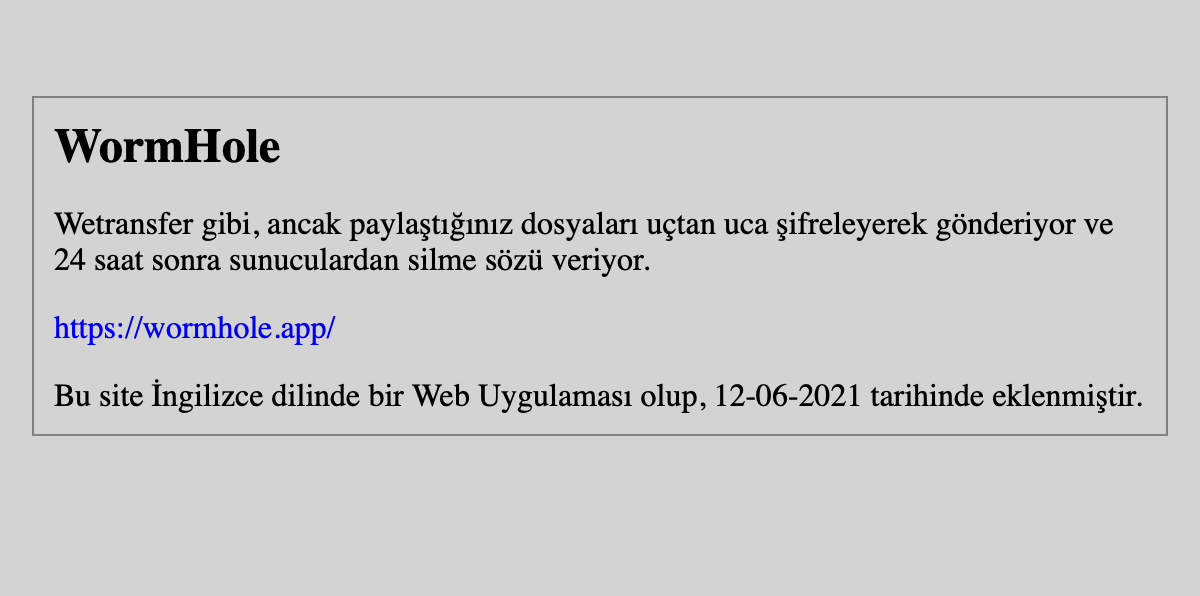 WormHole
Wetransfer gibi, ancak paylaştığınız dosyaları uçtan uca şifreleyerek gönderiyor ve
24 saat sonra sunuculardan silme sözü veriyor.
https://wormhole.app/
Bu site İngilizce dilinde bir Web Uygulaması olup, 12-06-2021 tarihinde eklenmiştir.